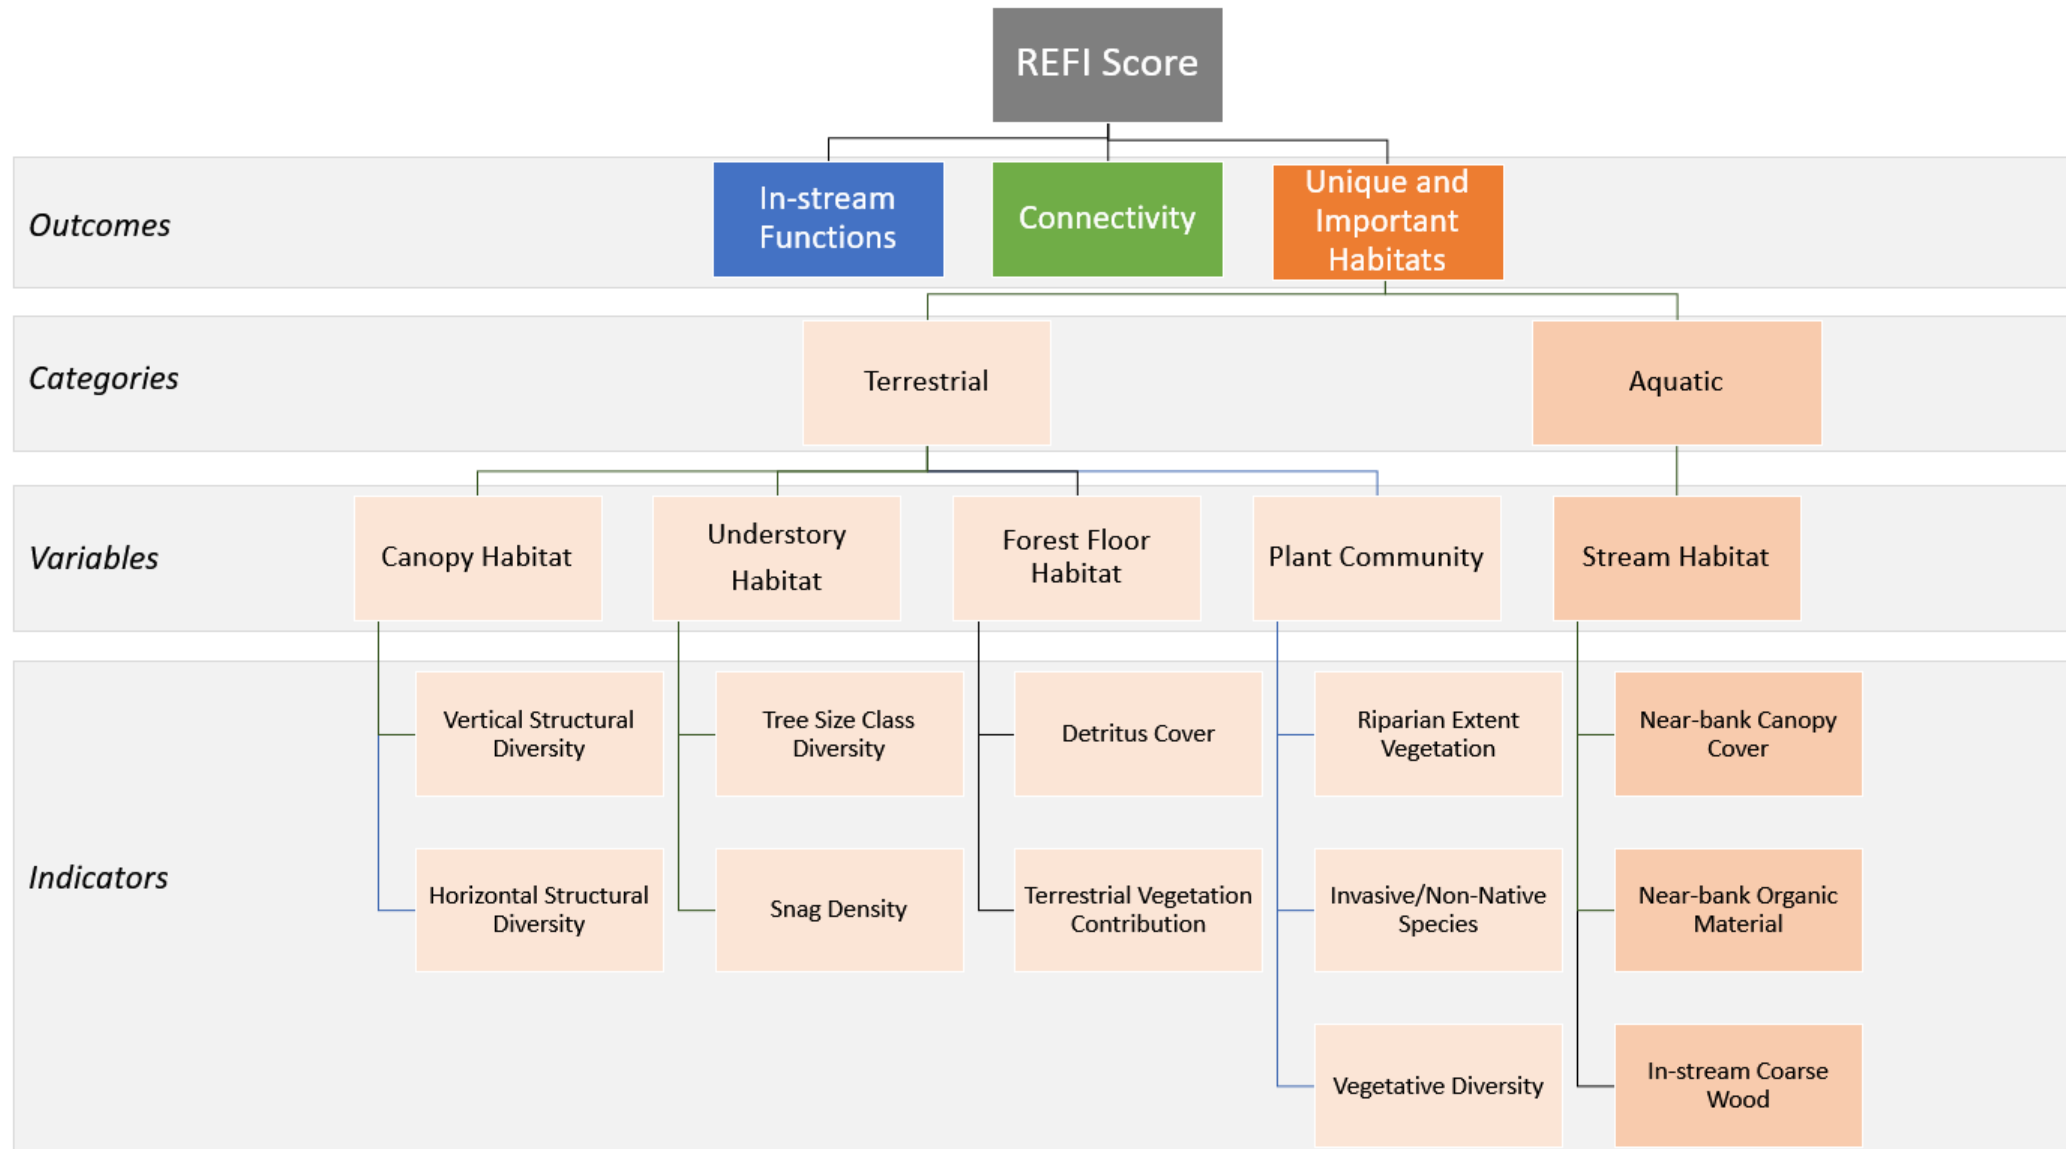 REFI Score
Outcomes
In-stream
Functions
Connectivity
Unique and
Important
Habitats
Categories
Terrestrial
Aquatic
Variables
Canopy Habitat
Understory
Habitat
Forest Floor
Habitat
Plant Community
Stream Habitat
Indicators
Vertical Structural
Diversity
Tree Size Class
Diversity
Detritus Cover
Riparian Extent
Vegetation
Near-bank Canopy
Cover
Horizontal Structural
Diversity
Snag Density
Terrestrial Vegetation
Contribution
Invasive/Non-Native
Species
Near-bank Organic
Material
Vegetative Diversity
In-stream Coarse
Wood